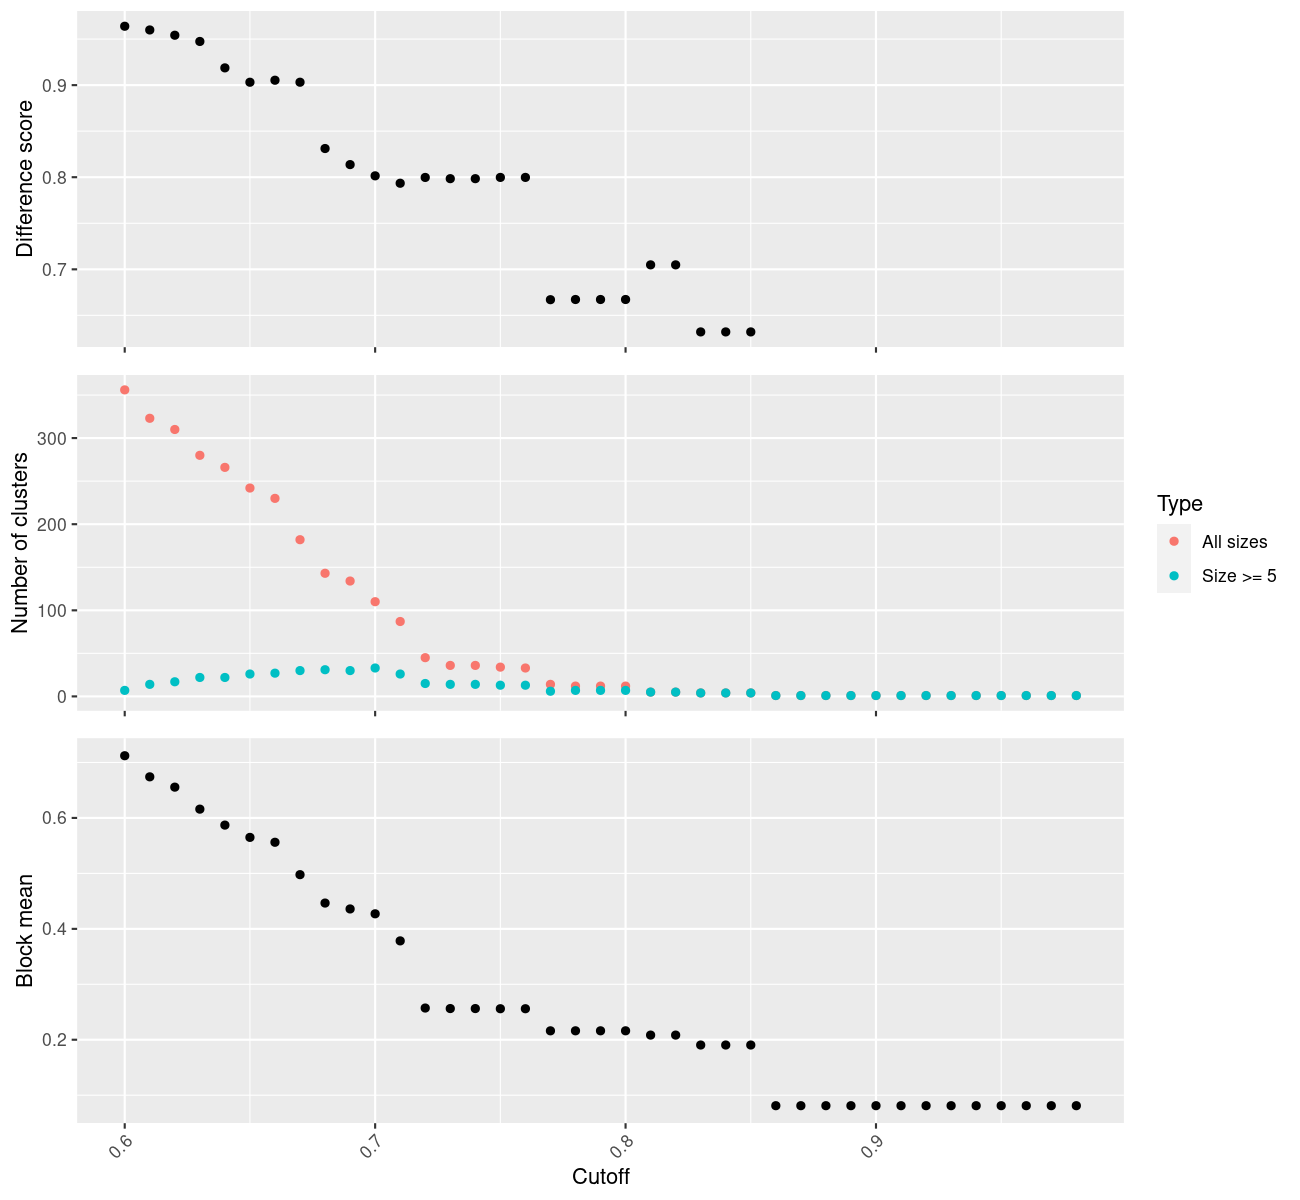 Difference score
0.9
0.8
0.7
Number of clusters
300
200
100
0
Type
All sizes
Size >= 5
Block mean
0.6
0.4
0.2
0.6
0.7
0.8
0.9
Cutoff